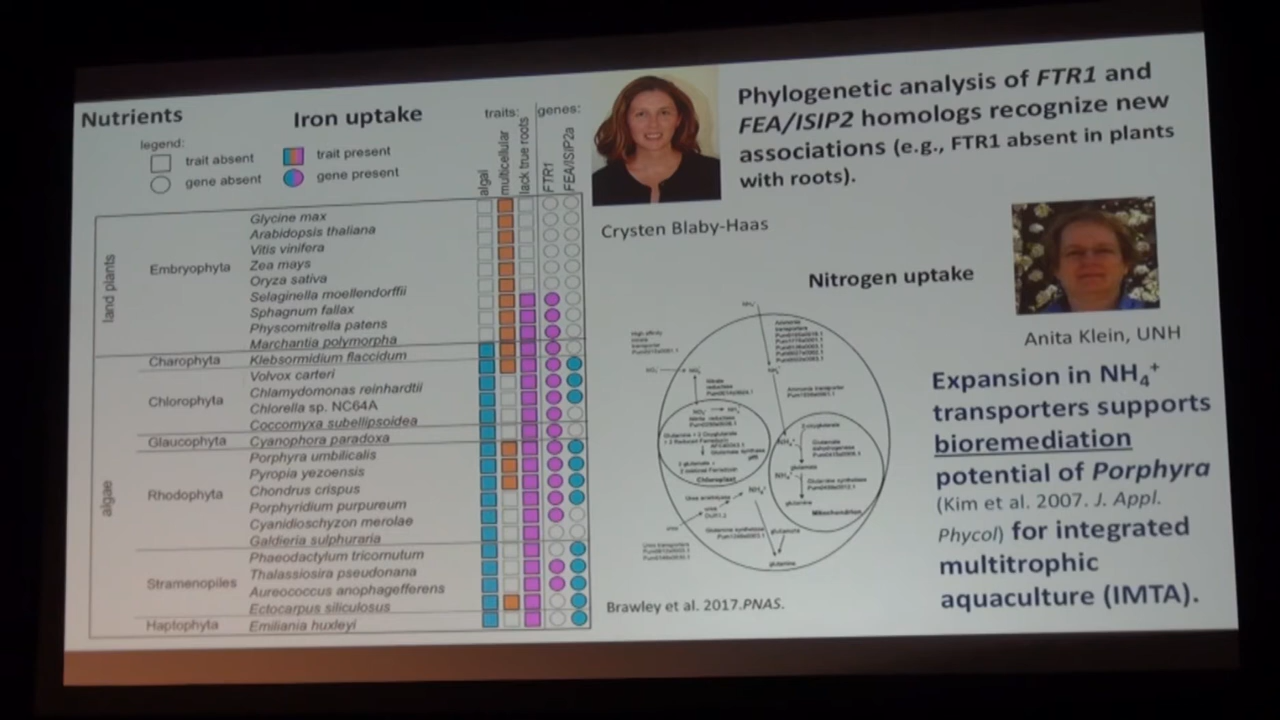 Nutrients
Iron uptake
legend:
trait absent
trait present
gene absent
gene present
traits:
genes:
algal
multicellular
lack true roots
FTR1
FEA/ISIP2a
land plants
Embryophyta
Glycine max
Arabidopsis thaliana
Vitis vinifera
Zea mays
Oryza sativa
Selaginella moellendorffii
Sphagnum fallax
Physcomitrella patens
Marchantia polymorpha
algae
Charophyta
Klebsormidium flaccidum
Chlorophyta
Volvox carteri
Chlamydomonas reinhardtii
Chlorella sp. NC64A
Coccomyxa subellipsoidea
Glaucophyta
Cyanophora paradoxa
Rhodophyta
Porphyra umbilicalis
Pyropia yezoensis
Chondrus crispus
Porphyridium purpureum
Cyanidioschyzon merolae
Galdieria sulphuraria
Stramenopiles
Phaeodactylum tricornutum
Thalassiosira pseudonana
Aureococcus anophagefferens
Ectocarpus siliculosus
Haptophyta
Emiliania huxleyi
Crysten Blaby-Haas
Phylogenetic analysis of FTR1 and
FEA/ISIP2 homologs recognize new
associations (e.g., FTR1 absent in plants
with roots).
Anita Klein, UNH
Nitrogen uptake
Chloroplast
Mitochondrion
glutamate
glutamine
Brawley et al. 2017.PNAS.
Expansion in NH₄⁺
transporters supports
bioremediation
potential of Porphyra
(Kim et al. 2007. J. Appl.
Phycol) for integrated
multitrophic
aquaculture (IMTA).